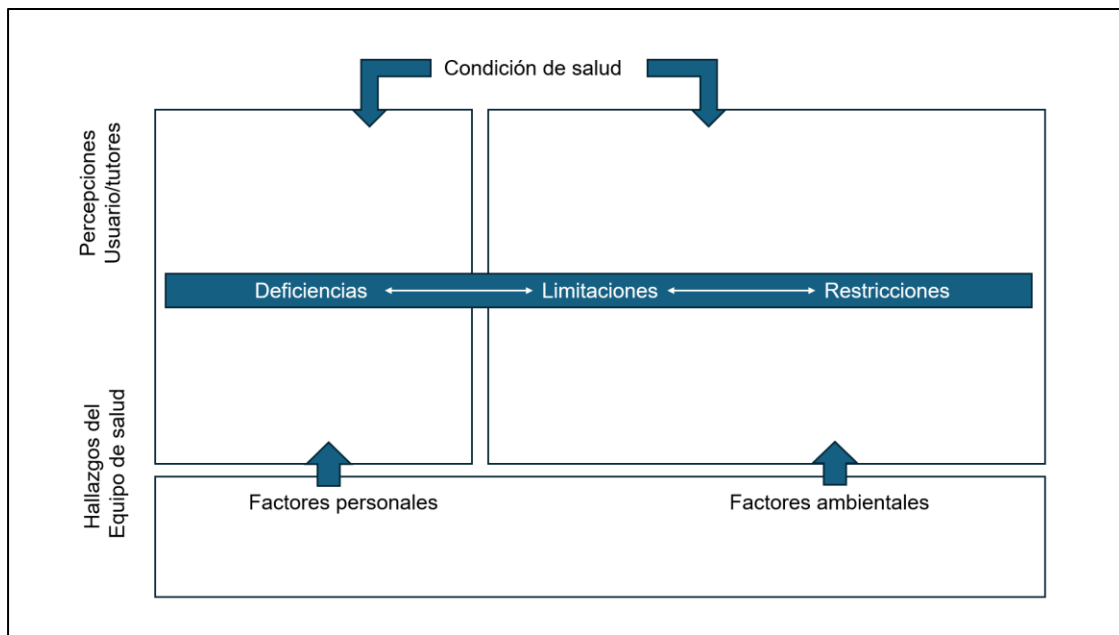 Condición de salud
Percepciones
Usuario/tutores
Deficiencias
Limitaciones
Restricciones
Hallazgos del
Equipo de salud
Factores personales
Factores ambientales